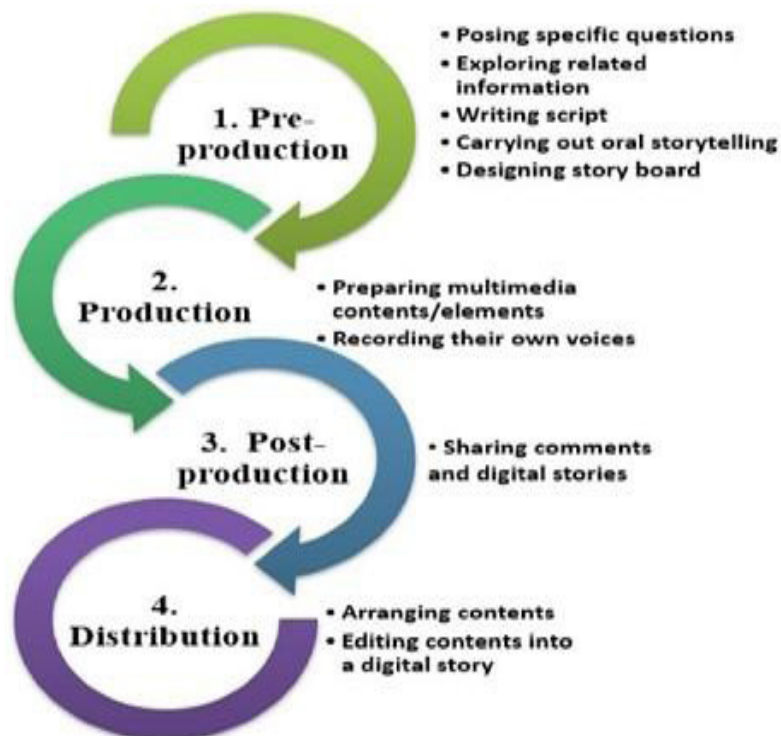 1. Pre-
production
• Posing specific questions
• Exploring related
information
• Writing script
• Carrying out oral storytelling
• Designing story board
2.
Production
• Preparing multimedia
contents/elements
• Recording their own voices
3. Post-
production
• Sharing comments
and digital stories
4.
Distribution
• Arranging contents
• Editing contents into
a digital story